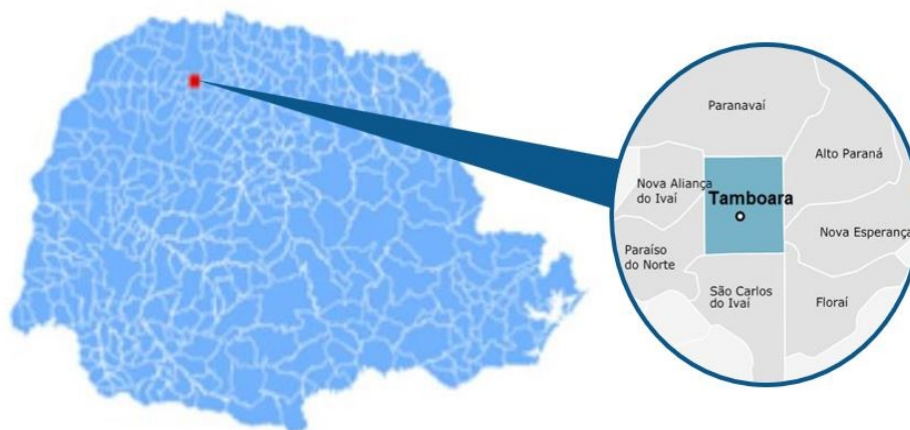 Paranavaí
Alto Paraná
Nova Aliança
do Ivaí
Tamboara
Nova Esperança
Paraíso
do Norte
São Carlos
do Ivaí
Floraí